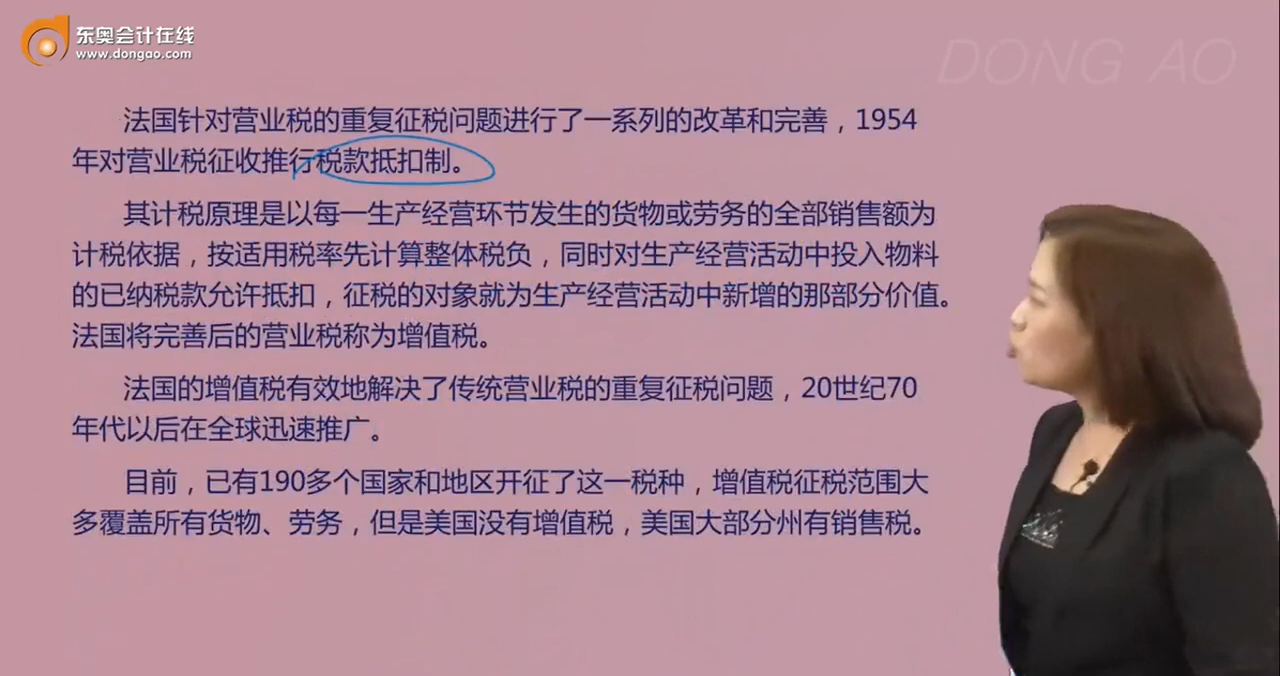 东奥会计在线
www.dongao.com
DONG AO
法国针对营业税的重复征税问题进行了一系列的改革和完善，1954
年对营业税征收推行税款抵扣制。
其计税原理是以每一生产经营环节发生的货物或劳务的全部销售额为
计税依据，按适用税率先计算整体税负，同时对生产经营活动中投入物料
的已纳税款允许抵扣，征税的对象就为生产经营活动中新增的那部分价值。
法国将完善后的营业税称为增值税。
法国的增值税有效地解决了传统营业税的重复征税问题，20世纪70
年代以后在全球迅速推广。
目前，已有190多个国家和地区开征了这一税种，增值税征税范围大
多覆盖所有货物、劳务，但是美国没有增值税，美国大部分州有销售税。